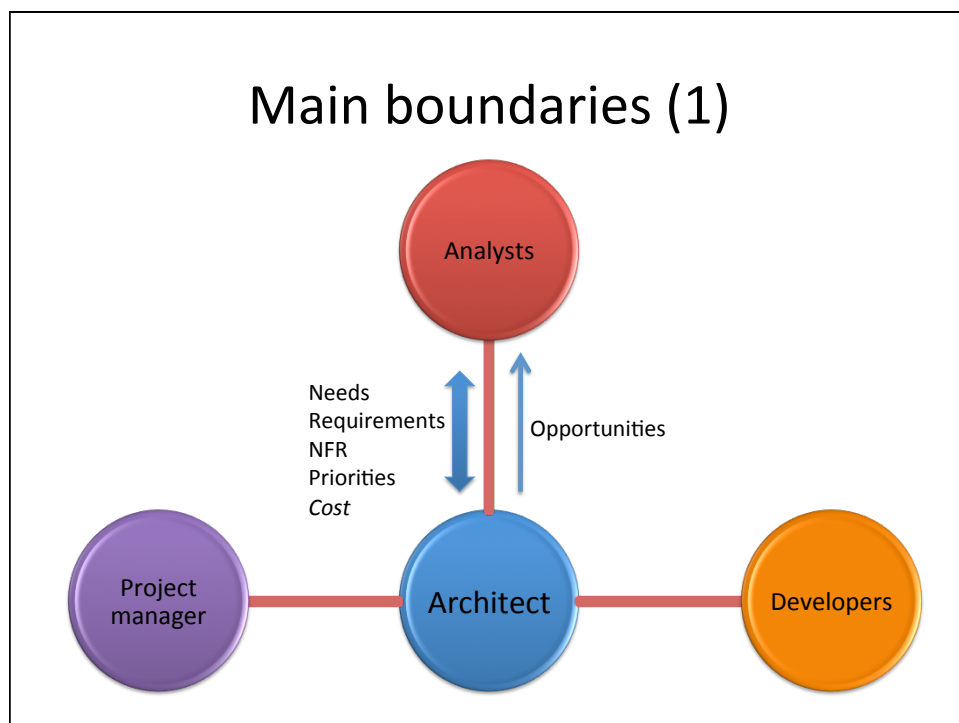 Main boundaries (1)
Analysts
Needs
Requirements
NFR
Priorities
Cost
Opportunities
Project
manager
Architect
Developers